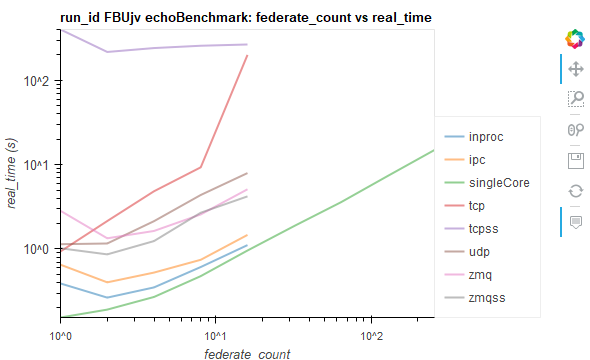 run_id FBUjv echoBenchmark: federate_count vs real_time
real_time (s)
10^2
10^1
10^0
10^0
10^1
10^2
federate_count
inproc
ipc
singleCore
tcp
tcpss
udp
zmq
zmqss